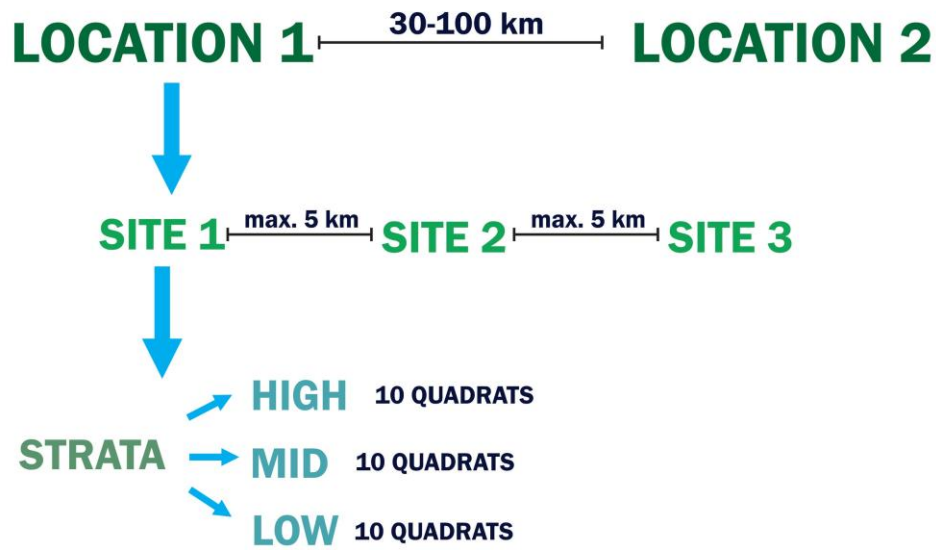 LOCATION 1 30-100 km LOCATION 2
SITE 1 max. 5 km SITE 2 max. 5 km SITE 3
HIGH 10 QUADRATS
STRATA MID 10 QUADRATS
LOW 10 QUADRATS